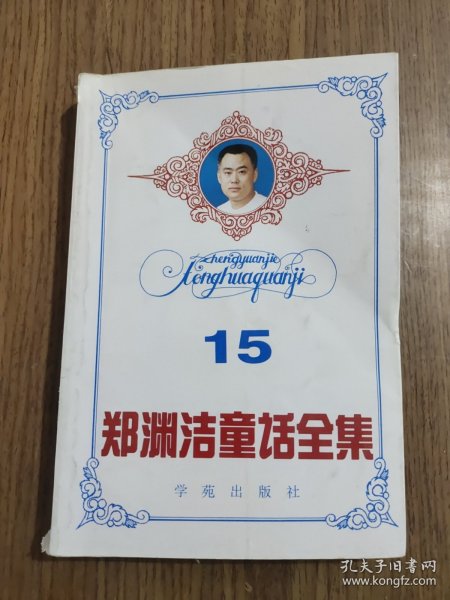 zhengyuanjie
tonghuaquanji
15
郑渊洁童话全集
学苑出版社
孔夫子旧书网
www.kongfz.com